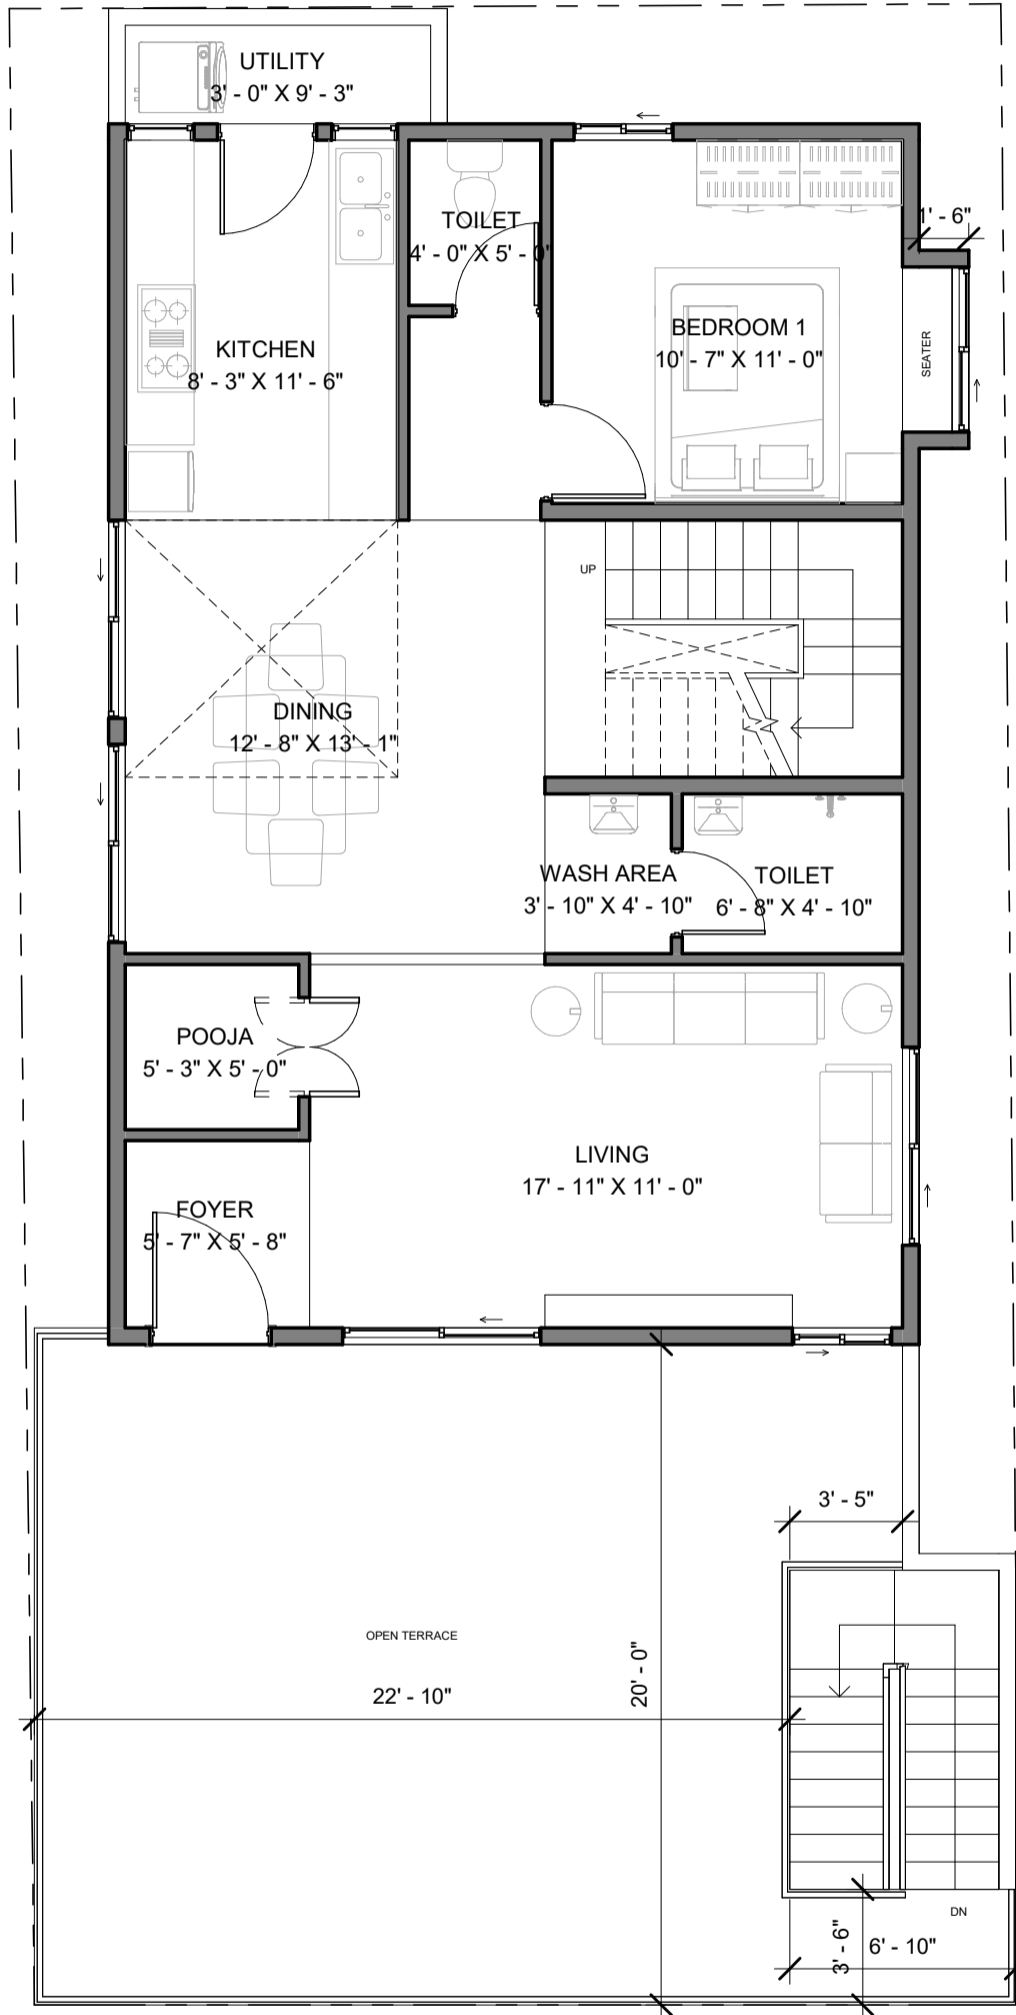 UTILITY
3' - 0" X 9' - 3"
TOILET
4' - 0" X 5' - 0"
1' - 6"
BEDROOM 1
10' - 7" X 11' - 0"
SEATER
KITCHEN
8' - 3" X 11' - 6"
UP
DINING
12' - 8" X 13' - 1"
WASH AREA
3' - 10" X 4' - 10"
TOILET
6' - 8" X 4' - 10"
POOJA
5' - 3" X 5' - 0"
LIVING
17' - 11" X 11' - 0"
FOYER
5' - 7" X 5' - 8"
3' - 5"
OPEN TERRACE
22' - 10"
20' - 0"
DN
3' - 6"
6' - 10"